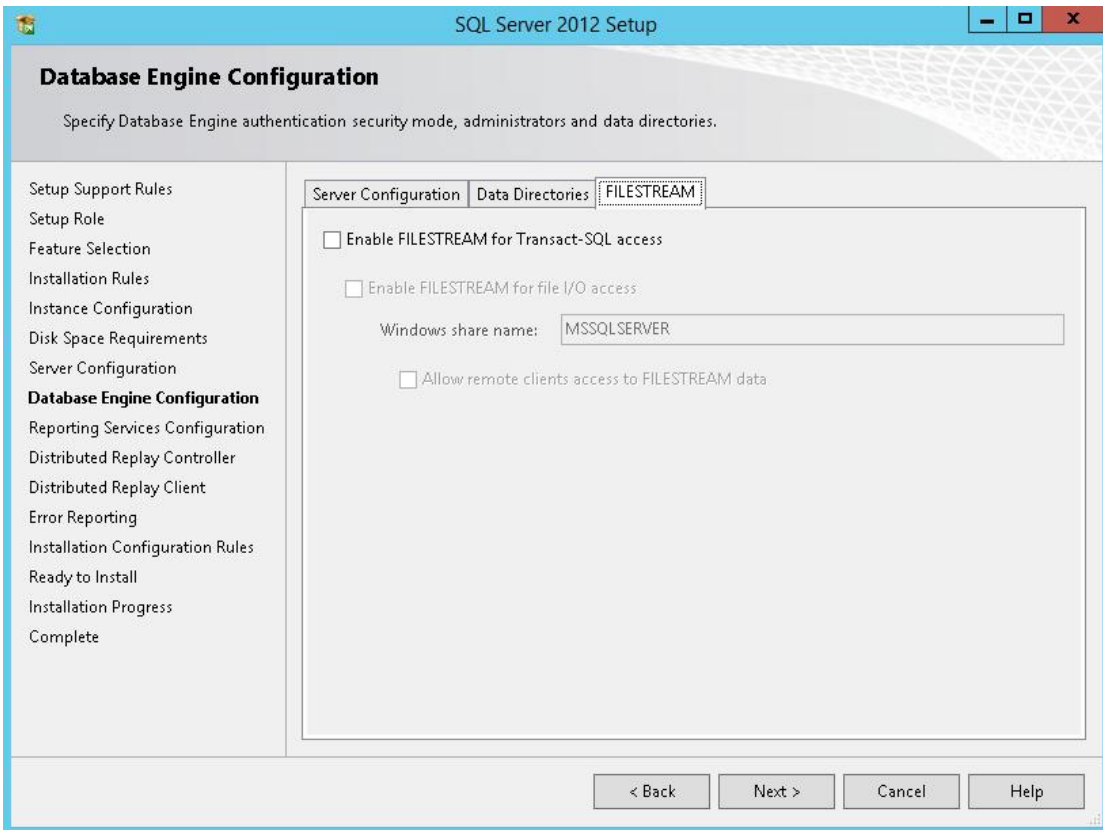 SQL Server 2012 Setup
Database Engine Configuration
Specify Database Engine authentication security mode, administrators and data directories.
Setup Support Rules
Setup Role
Feature Selection
Installation Rules
Instance Configuration
Disk Space Requirements
Server Configuration
Database Engine Configuration
Reporting Services Configuration
Distributed Replay Controller
Distributed Replay Client
Error Reporting
Installation Configuration Rules
Ready to Install
Installation Progress
Complete
Server Configuration Data Directories FILESTREAM
Enable FILESTREAM for Transact-SQL access
Enable FILESTREAM for file I/O access
Windows share name: MSSQLSERVER
Allow remote clients access to FILESTREAM data
< Back Next > Cancel Help